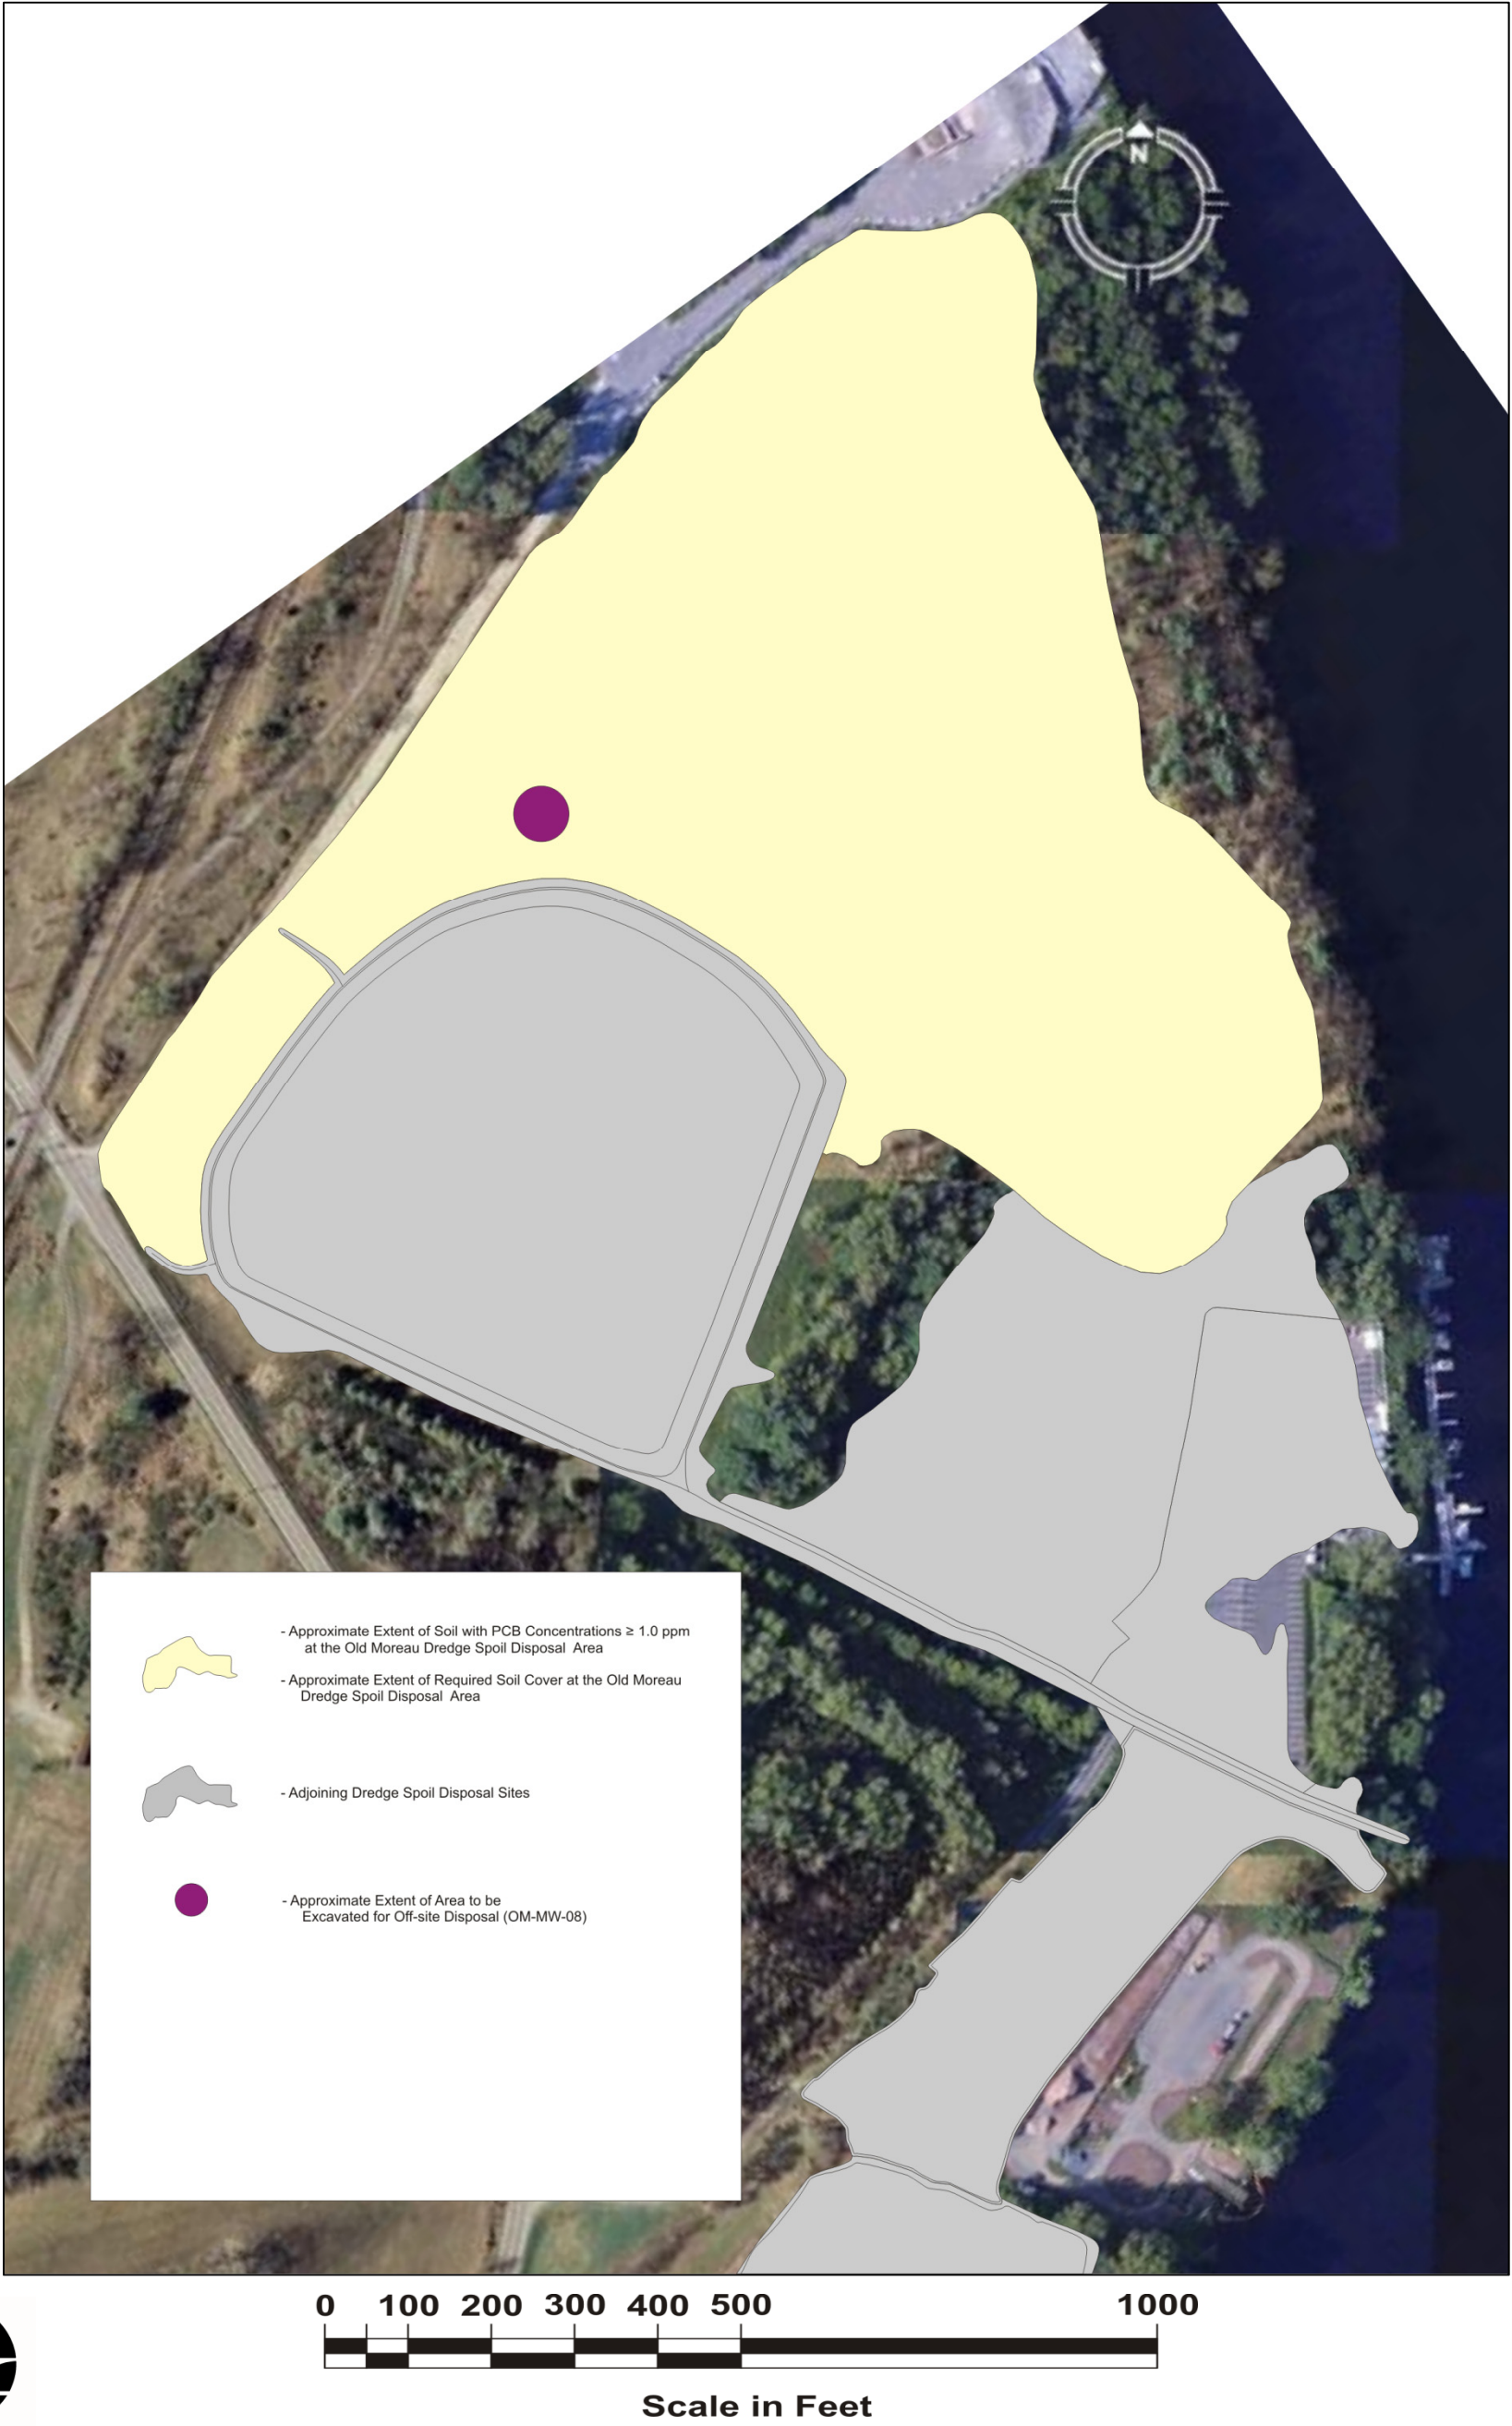 N
- Approximate Extent of Soil with PCB Concentrations ≥ 1.0 ppm
at the Old Moreau Dredge Spoil Disposal Area
- Approximate Extent of Required Soil Cover at the Old Moreau
Dredge Spoil Disposal Area
- Adjoining Dredge Spoil Disposal Sites
- Approximate Extent of Area to be
Excavated for Off-site Disposal (OM-MW-08)
0 100 200 300 400 500 1000
Scale in Feet